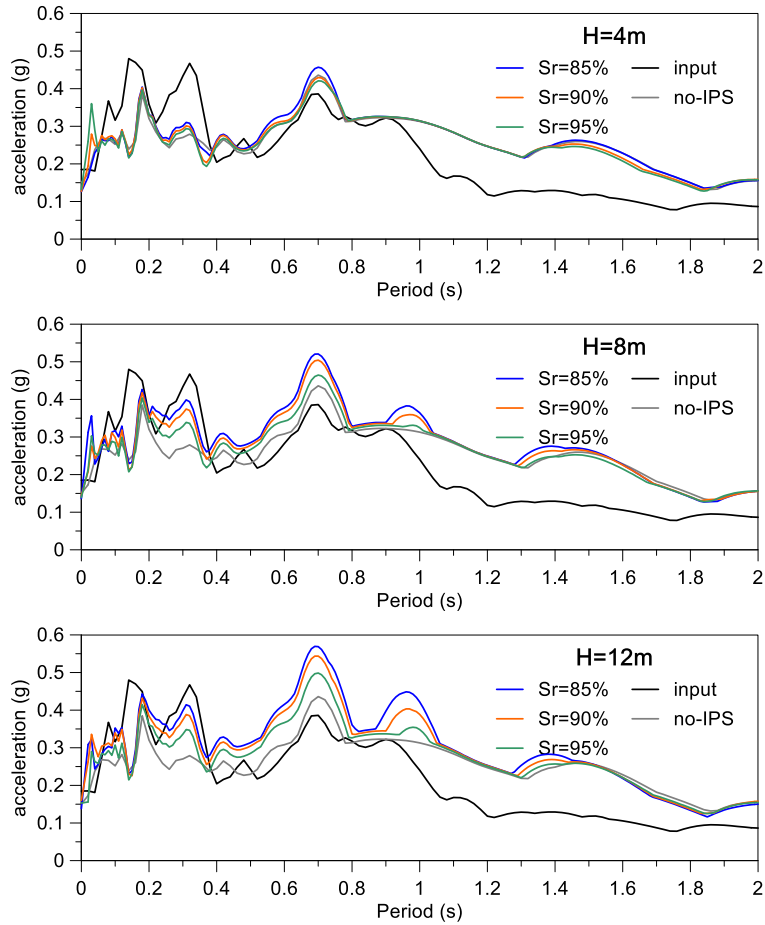 0.6
H=4m
0.5
Sr=85% input
Sr=90% no-IPS
Sr=95%
0.4
0.3
0.2
0.1
0
acceleration (g)
0 0.2 0.4 0.6 0.8 1 1.2 1.4 1.6 1.8 2
Period (s)
0.6
H=8m
0.5
Sr=85% input
Sr=90% no-IPS
Sr=95%
0.4
0.3
0.2
0.1
0
acceleration (g)
0 0.2 0.4 0.6 0.8 1 1.2 1.4 1.6 1.8 2
Period (s)
0.6
H=12m
0.5
Sr=85% input
Sr=90% no-IPS
Sr=95%
0.4
0.3
0.2
0.1
0
acceleration (g)
0 0.2 0.4 0.6 0.8 1 1.2 1.4 1.6 1.8 2
Period (s)